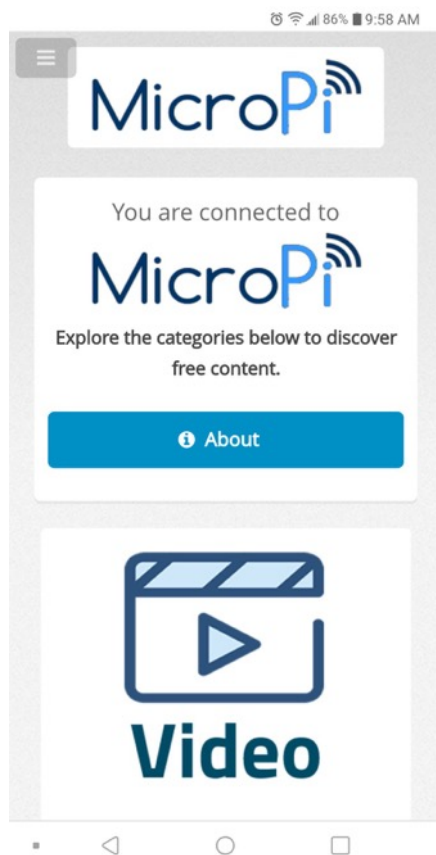 86% 9:58 AM
MicroPi
You are connected to
MicroPi
Explore the categories below to discover
free content.
About
Video